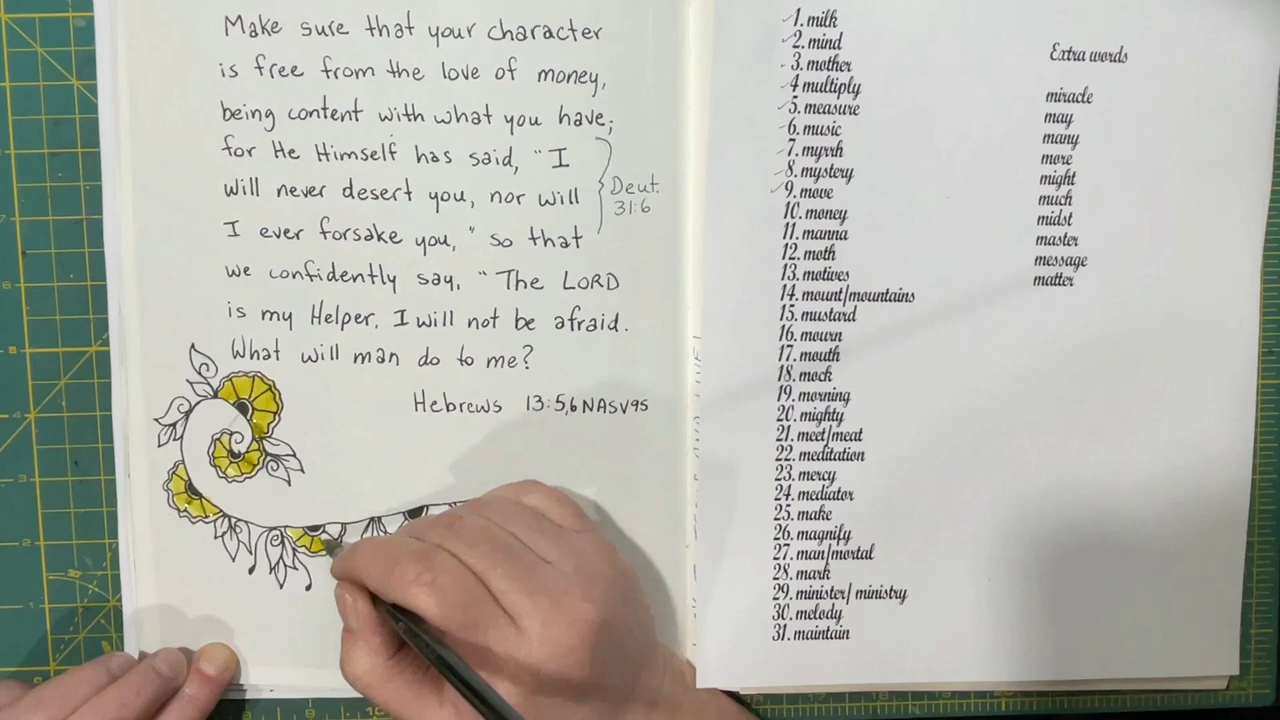 Make sure that your character
is free from the love of money,
being content with what you have;
for He Himself has said, "I
will never desert you, nor will
I ever forsake you," so that
we confidently say, "The LORD
is my Helper, I will not be afraid.
What will man do to me?
Hebrews 13:5,6 NASV95
Deut.
31:6
1. milk
2. mind
3. mother
4 multiply
5. measure
6. music
7. myrrh
8. mystery
9. move
10. money
11. manna
12. moth
13. motives
14. mount/mountains
15. mustard
16. mourn
17. mouth
18. mock
19. morning
20. mighty
21. meet/meat
22. meditation
23. mercy
24. mediator
25. make
26. magnify
27. man/mortal
28. mark
29. minister/ ministry
30. melody
31. maintain
Extra words
miracle
may
many
more
might
much
midst
master
message
matter